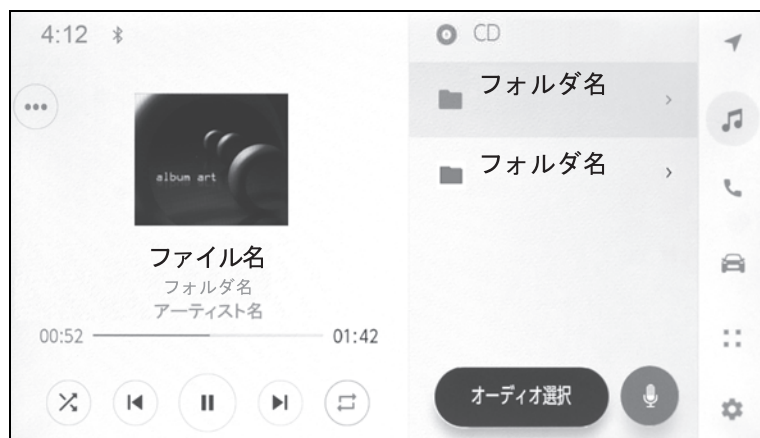 4:12
album art
ファイル名
フォルダ名
アーティスト名
00:52
01:42
CD
フォルダ名
フォルダ名
オーディオ選択